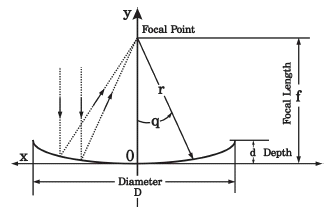 y
Focal Point
r
q
Focal Length
f
x
0
d
Depth
Diameter
D